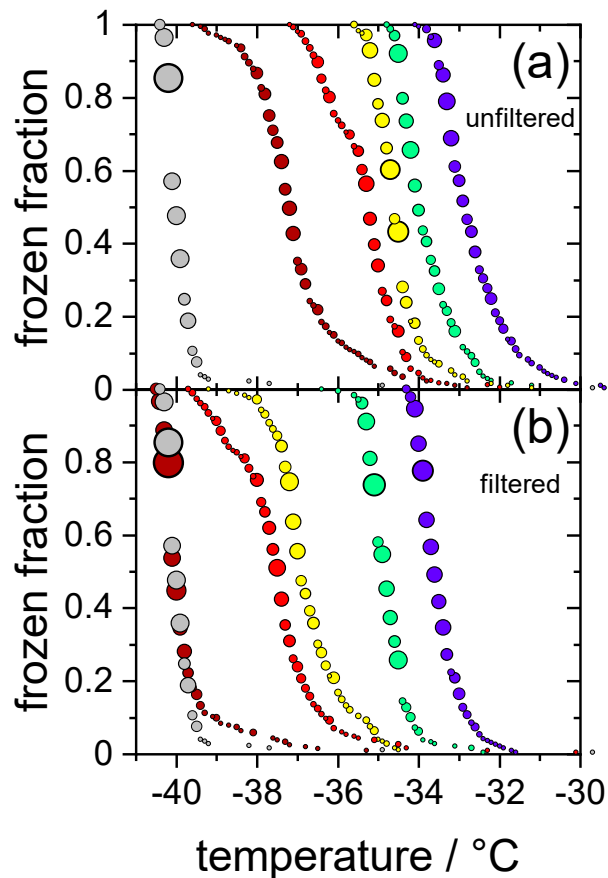 1
(a)
unfiltered
0.8
0.6
0.4
0.2
0
frozen fraction
(b)
filtered
0.8
0.6
0.4
0.2
0
frozen fraction
-40 -38 -36 -34 -32 -30
temperature / °C